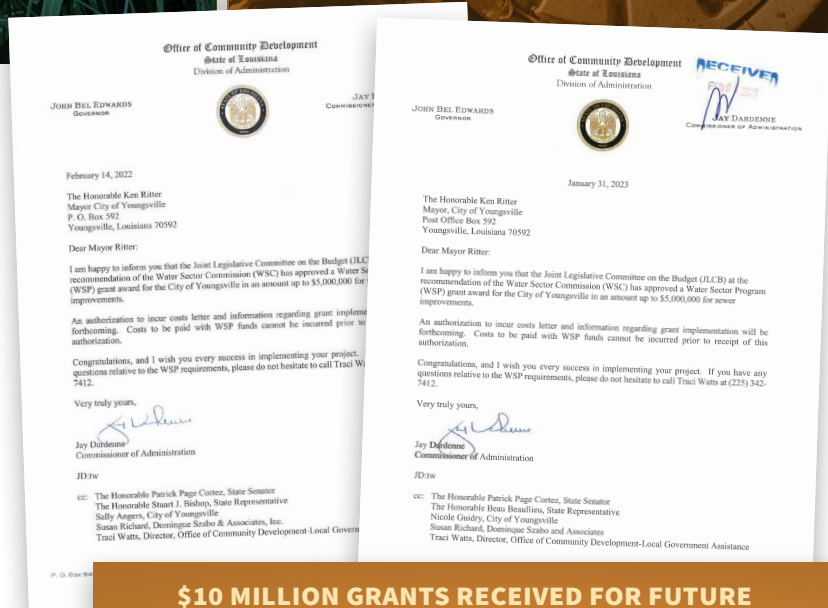 Office of Community Development
State of Louisiana
Division of Administration
JOHN BEL EDWARDS
GOVERNOR
JAY
COMMISSIONER
February 14, 2022
The Honorable Ken Ritter
Mayor City of Youngsville
P. O. Box 592
Youngsville, Louisiana 70592
Dear Mayor Ritter:
I am happy to inform you that the Joint Legislative Committee on the Budget (JLC
recommendation of the Water Sector Commission (WSC) has approved a Water Se
(WSP) grant award for the City of Youngsville in an amount up to $5,000,000 for
improvements.
An authorization to incur costs letter and information regarding grant impleme
forthcoming. Costs to be paid with WSP funds cannot be incurred prior to
authorization.
Congratulations, and I wish you every success in implementing your project.
questions relative to the WSP requirements, please do not hesitate to call Traci Wa
7412.
Very truly yours,
Jay Dardenne
Commissioner of Administration
JD:tw
cc: The Honorable Patrick Page Cortez, State Senator
The Honorable Stuart J. Bishop, State Representative
Sally Angers, City of Youngsville
Susan Richard, Domingue Szabo & Associates, Inc.
Traci Watts, Director, Office of Community Development-Local Govern
P. O. Box 94
Office of Community Development
State of Louisiana
Division of Administration
RECEIVED
JOHN BEL EDWARDS
GOVERNOR
JAY DARDENNE
COMMISSIONER OF ADMINISTRATION
January 31, 2023
The Honorable Ken Ritter
Mayor, City of Youngsville
Post Office Box 592
Youngsville, Louisiana 70592
Dear Mayor Ritter:
I am happy to inform you that the Joint Legislative Committee on the Budget (JLCB) at the
recommendation of the Water Sector Commission (WSC) has approved a Water Sector Program
(WSP) grant award for the City of Youngsville in an amount up to $5,000,000 for sewer
improvements.
An authorization to incur costs letter and information regarding grant implementation will be
forthcoming. Costs to be paid with WSP funds cannot be incurred prior to receipt of this
authorization.
Congratulations, and I wish you every success in implementing your project. If you have any
questions relative to the WSP requirements, please do not hesitate to call Traci Watts at (225) 342-
7412.
Very truly yours,
Jay Dardenne
Commissioner of Administration
JD:tw
cc: The Honorable Patrick Page Cortez, State Senator
The Honorable Beau Beaullieu, State Representative
Nicole Guidry, City of Youngsville
Susan Richard, Dominque Szabo and Associates
Traci Watts, Director, Office of Community Development-Local Government Assistance
$10 MILLION GRANTS RECEIVED FOR FUTURE